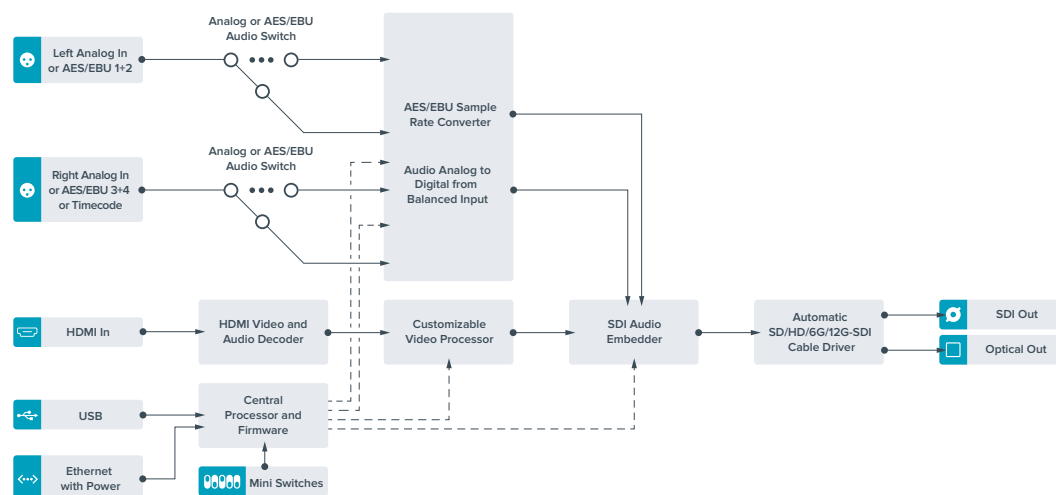 Analog or AES/EBU
Audio Switch
Left Analog In
or AES/EBU 1+2
AES/EBU Sample
Rate Converter
Analog or AES/EBU
Audio Switch
Right Analog In
or AES/EBU 3+4
or Timecode
Audio Analog to
Digital from
Balanced Input
HDMI In
HDMI Video and
Audio Decoder
Customizable
Video Processor
SDI Audio
Embedder
Automatic
SD/HD/6G/12G-SDI
Cable Driver
SDI Out
Optical Out
USB
Central
Processor and
Firmware
Ethernet
with Power
Mini Switches